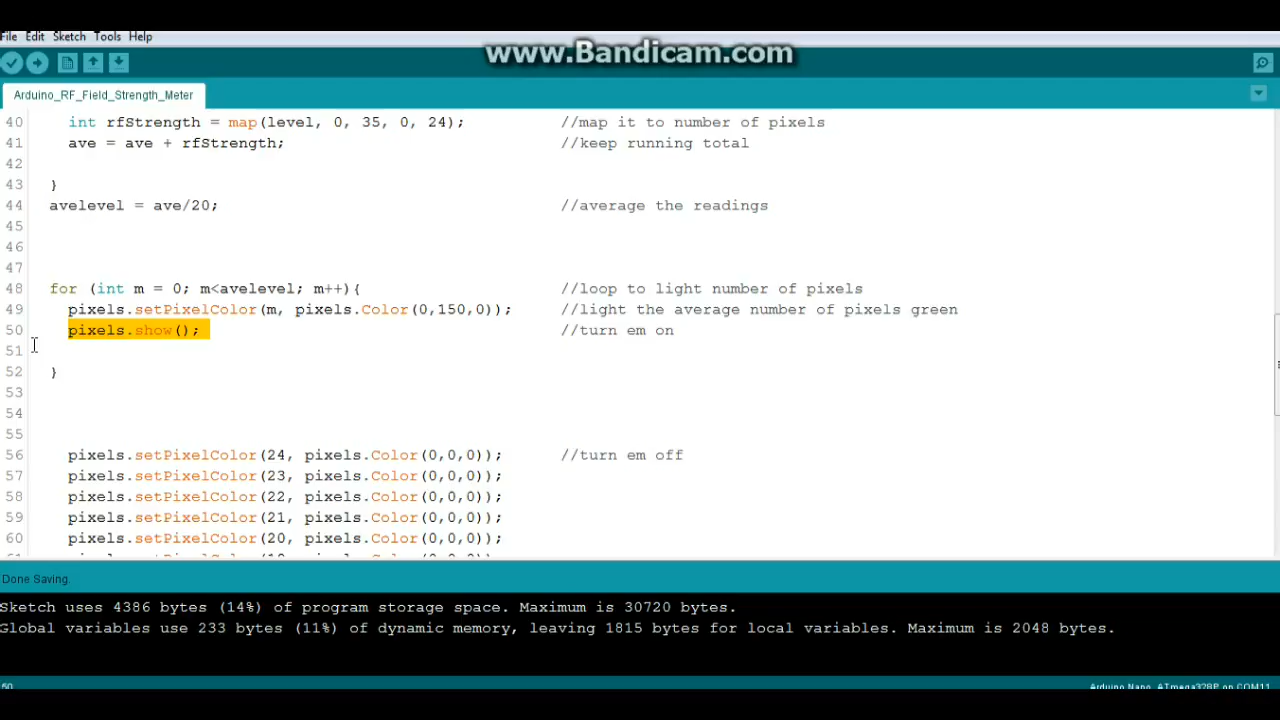 www.Bandicam.com
File Edit Sketch Tools Help
Arduino_RF_Field_Strength_Meter
40 int rfStrength = map(level, 0, 35, 0, 24); //map it to number of pixels
41 ave = ave + rfStrength; //keep running total
42
43 }
44 avelevel = ave/20; //average the readings
45
46
47
48 for (int m = 0; m<avelevel; m++){ //loop to light number of pixels
49 pixels.setPixelColor(m, pixels.Color(0,150,0)); //light the average number of pixels green
50 pixels.show(); //turn em on
51
52 }
53
54
55
56 pixels.setPixelColor(24, pixels.Color(0,0,0)); //turn em off
57 pixels.setPixelColor(23, pixels.Color(0,0,0));
58 pixels.setPixelColor(22, pixels.Color(0,0,0));
59 pixels.setPixelColor(21, pixels.Color(0,0,0));
60 pixels.setPixelColor(20, pixels.Color(0,0,0));
Done Saving.
Sketch uses 4386 bytes (14%) of program storage space. Maximum is 30720 bytes.
Global variables use 233 bytes (11%) of dynamic memory, leaving 1815 bytes for local variables. Maximum is 2048 bytes.
50 Arduino Nano, ATmega328P on COM11